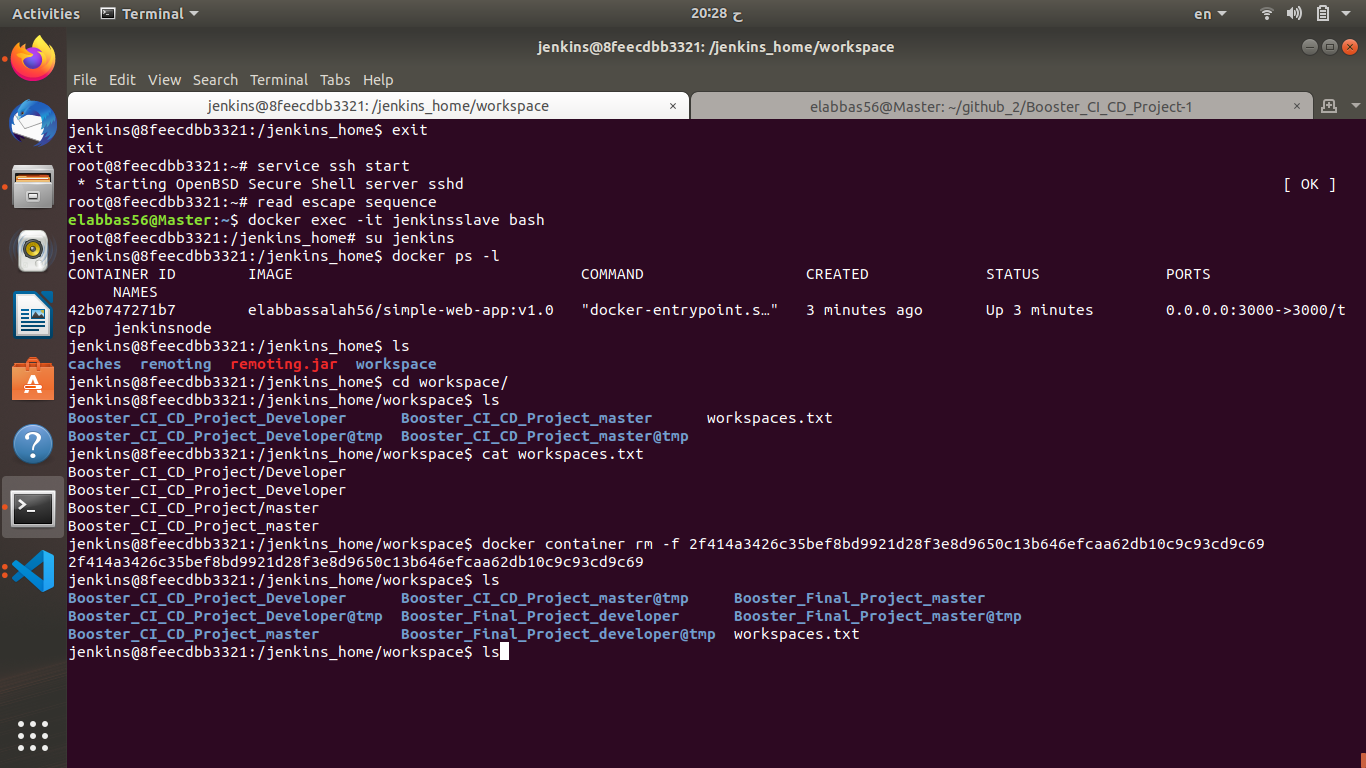 Activities Terminal 20:28 ح en
jenkins@8feecdbb3321: /jenkins_home/workspace
File Edit View Search Terminal Tabs Help
jenkins@8feecdbb3321: /jenkins_home/workspace × elabbas56@Master: ~/github_2/Booster_CI_CD_Project-1 ×
jenkins@8feecdbb3321:/jenkins_home$ exit
exit
root@8feecdbb3321:~# service ssh start
 * Starting OpenBSD Secure Shell server sshd [ OK ]
root@8feecdbb3321:~# read escape sequence
elabbas56@Master:~$ docker exec -it jenkinsslave bash
root@8feecdbb3321:/jenkins_home# su jenkins
jenkins@8feecdbb3321:/jenkins_home$ docker ps -l
CONTAINER ID IMAGE COMMAND CREATED STATUS PORTS
NAMES
42b0747271b7 elabbassalah56/simple-web-app:v1.0 "docker-entrypoint.s…" 3 minutes ago Up 3 minutes 0.0.0.0:3000->3000/t
cp jenkinsnode
jenkins@8feecdbb3321:/jenkins_home$ ls
caches remoting remoting.jar workspace
jenkins@8feecdbb3321:/jenkins_home$ cd workspace/
jenkins@8feecdbb3321:/jenkins_home/workspace$ ls
Booster_CI_CD_Project_Developer Booster_CI_CD_Project_master workspaces.txt
Booster_CI_CD_Project_Developer@tmp Booster_CI_CD_Project_master@tmp
jenkins@8feecdbb3321:/jenkins_home/workspace$ cat workspaces.txt
Booster_CI_CD_Project/Developer
Booster_CI_CD_Project_Developer
Booster_CI_CD_Project/master
Booster_CI_CD_Project_master
jenkins@8feecdbb3321:/jenkins_home/workspace$ docker container rm -f 2f414a3426c35bef8bd9921d28f3e8d9650c13b646efcaa62db10c9c93cd9c69
2f414a3426c35bef8bd9921d28f3e8d9650c13b646efcaa62db10c9c93cd9c69
jenkins@8feecdbb3321:/jenkins_home/workspace$ ls
Booster_CI_CD_Project_Developer Booster_CI_CD_Project_master@tmp Booster_Final_Project_master
Booster_CI_CD_Project_Developer@tmp Booster_Final_Project_developer Booster_Final_Project_master@tmp
Booster_CI_CD_Project_master Booster_Final_Project_developer@tmp workspaces.txt
jenkins@8feecdbb3321:/jenkins_home/workspace$ ls